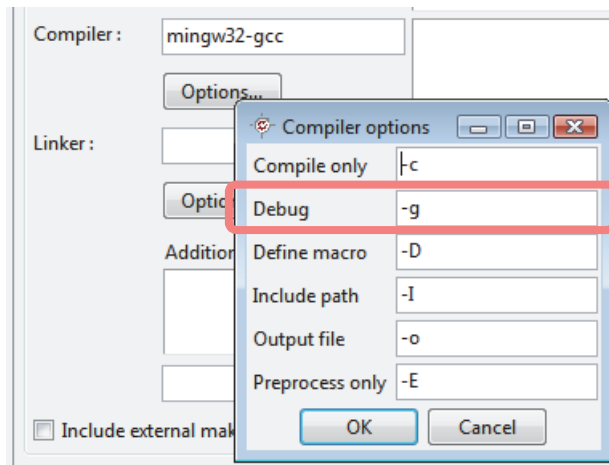 Compiler :
mingw32-gcc
Options...
Linker :
Compiler options
Compile only
-c
Debug
-g
Define macro
-D
Include path
-I
Output file
-o
Preprocess only
-E
OK
Cancel
Include external mak